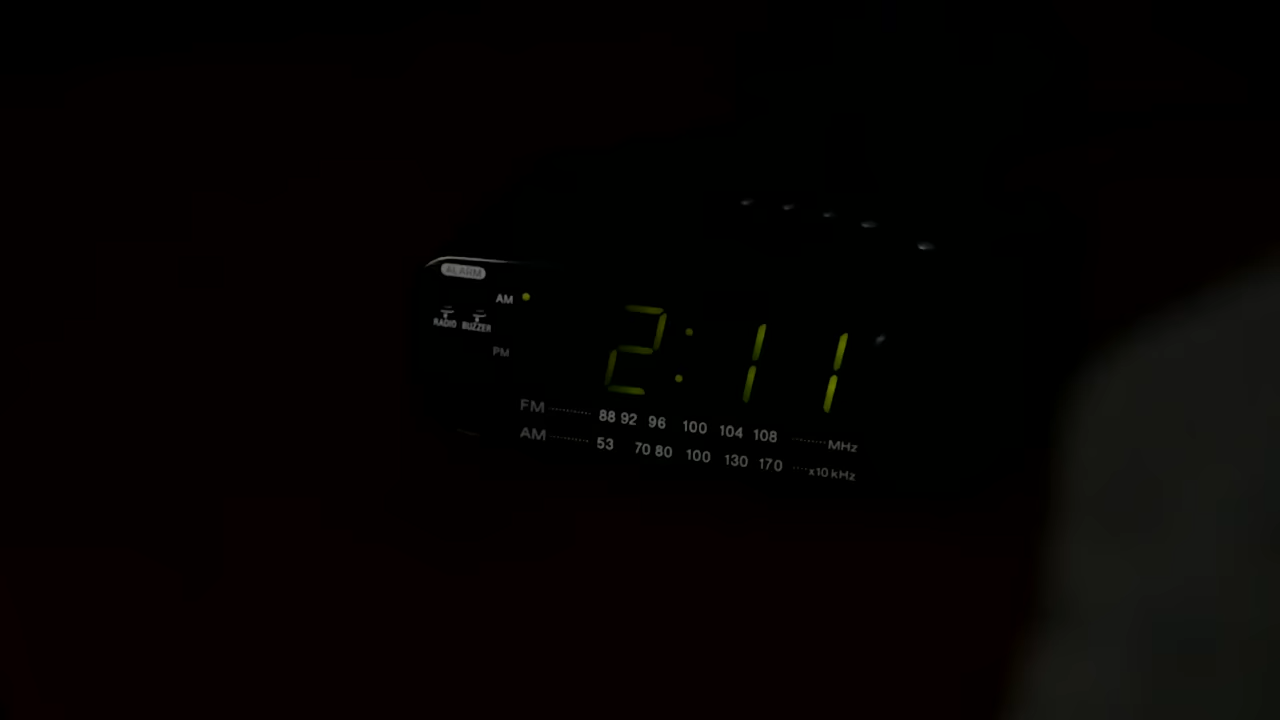 ALARM
AM
RADIO BUZZER
PM
2:11
FM 88 92 96 100 104 108 MHz
AM 53 70 80 100 130 170 x10 kHz